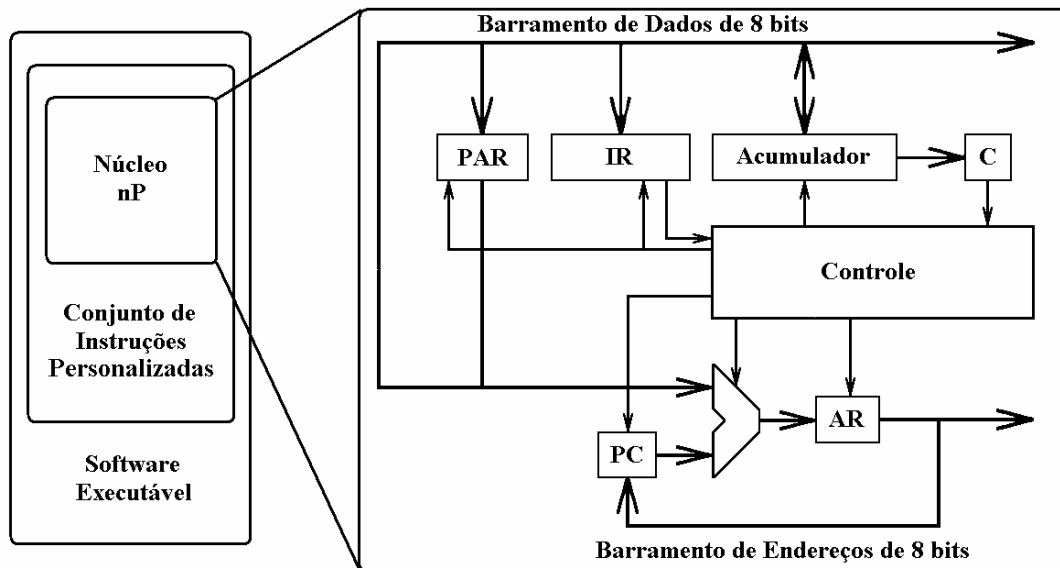 Barramento de Dados de 8 bits
Núcleo
nP
Conjunto de
Instruções
Personalizadas
Software
Executável
PAR
IR
Acumulador
C
Controle
PC
AR
Barramento de Endereços de 8 bits